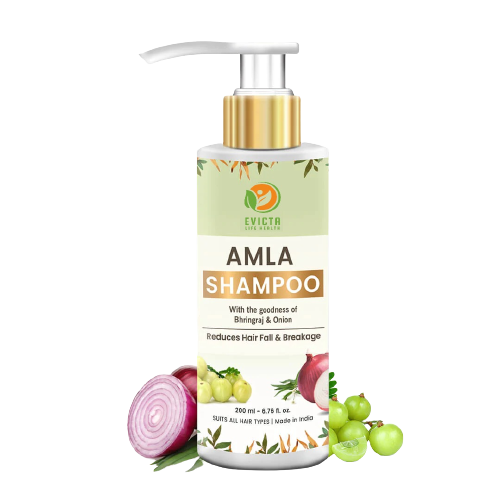 EVICTA
LIFE HEALTH
AMLA
SHAMPOO
With the goodness of
Bhringraj & Onion
Reduces Hair Fall & Breakage
200 ml - 6.76 fl. oz.
SUITS ALL HAIR TYPES | Made in India